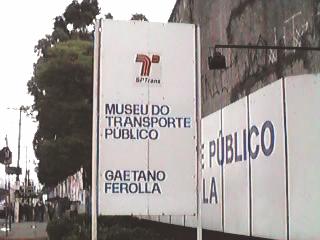 SPTrans
MUSEU DO
TRANSPORTE
PÚBLICO
GAETANO
FEROLLA
E PÚBLICO
LA